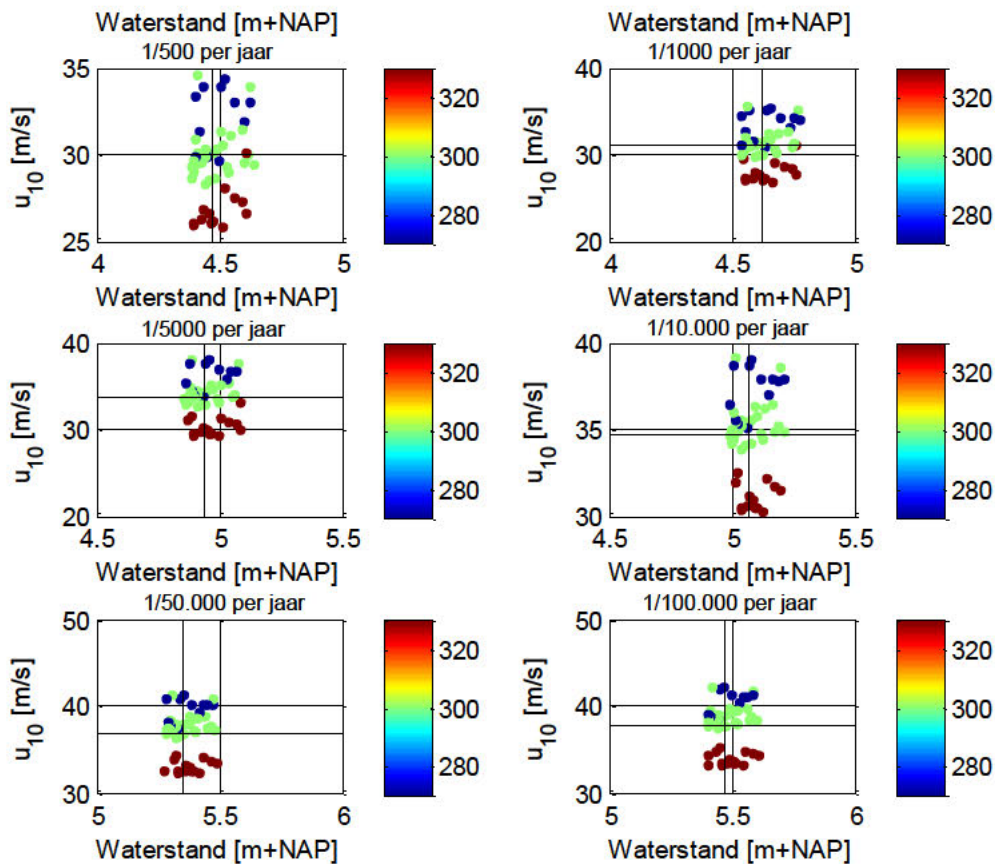 Waterstand [m+NAP] Waterstand [m+NAP]
1/500 per jaar 1/1000 per jaar
35 40
30 30
25 20
u10 [m/s] u10 [m/s]
4 4.5 5 4 4.5 5
320 320
300 300
280 280
Waterstand [m+NAP] Waterstand [m+NAP]
1/5000 per jaar 1/10.000 per jaar
40 40
30 35
20 30
u10 [m/s] u10 [m/s]
4.5 5 5.5 4.5 5 5.5
320 320
300 300
280 280
Waterstand [m+NAP] Waterstand [m+NAP]
1/50.000 per jaar 1/100.000 per jaar
50 50
40 40
30 30
u10 [m/s] u10 [m/s]
5 5.5 6 5 5.5 6
320 320
300 300
280 280
Waterstand [m+NAP] Waterstand [m+NAP]